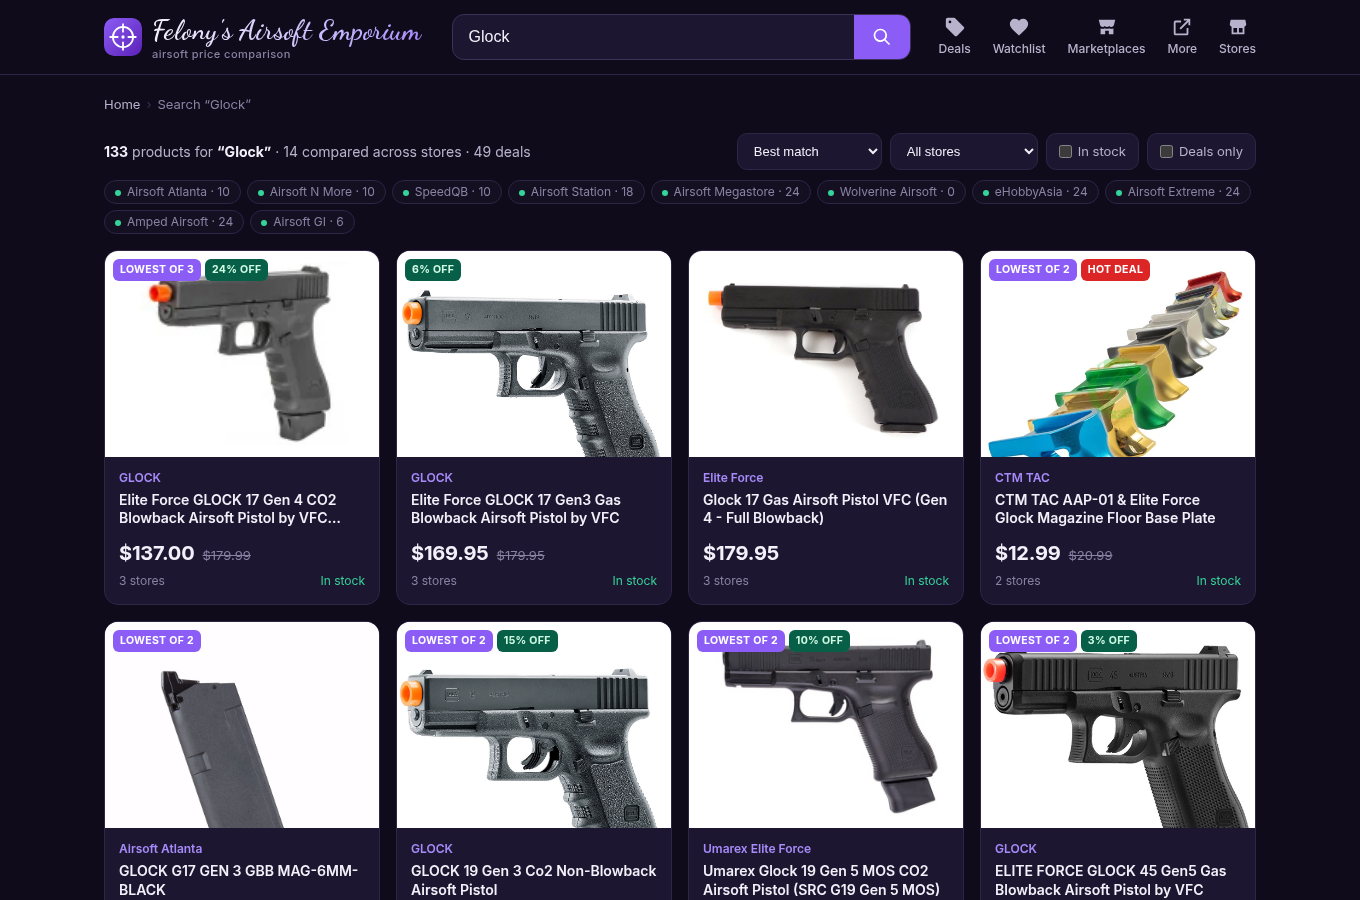 Felony's Airsoft Emporium
airsoft price comparison
Glock
Deals
Watchlist
Marketplaces
More
Stores
Home › Search “Glock”
133 products for “Glock” · 14 compared across stores · 49 deals
Best match
All stores
In stock
Deals only
Airsoft Atlanta · 10
Airsoft N More · 10
SpeedQB · 10
Airsoft Station · 18
Airsoft Megastore · 24
Wolverine Airsoft · 0
eHobbyAsia · 24
Airsoft Extreme · 24
Amped Airsoft · 24
Airsoft GI · 6
LOWEST OF 3
24% OFF
GLOCK
Elite Force GLOCK 17 Gen 4 CO2
Blowback Airsoft Pistol by VFC...
$137.00 $179.99
3 stores
In stock
6% OFF
GLOCK
Elite Force GLOCK 17 Gen3 Gas
Blowback Airsoft Pistol by VFC
$169.95 $179.95
3 stores
In stock
Elite Force
Glock 17 Gas Airsoft Pistol VFC (Gen
4 - Full Blowback)
$179.95
3 stores
In stock
LOWEST OF 2
HOT DEAL
CTM TAC
CTM TAC AAP-01 & Elite Force
Glock Magazine Floor Base Plate
$12.99 $20.99
2 stores
In stock
LOWEST OF 2
Airsoft Atlanta
GLOCK G17 GEN 3 GBB MAG-6MM-
BLACK
LOWEST OF 2
15% OFF
GLOCK
GLOCK 19 Gen 3 Co2 Non-Blowback
Airsoft Pistol
LOWEST OF 2
10% OFF
Umarex Elite Force
Umarex Glock 19 Gen 5 MOS CO2
Airsoft Pistol (SRC G19 Gen 5 MOS)
LOWEST OF 2
3% OFF
GLOCK
ELITE FORCE GLOCK 45 Gen5 Gas
Blowback Airsoft Pistol by VFC